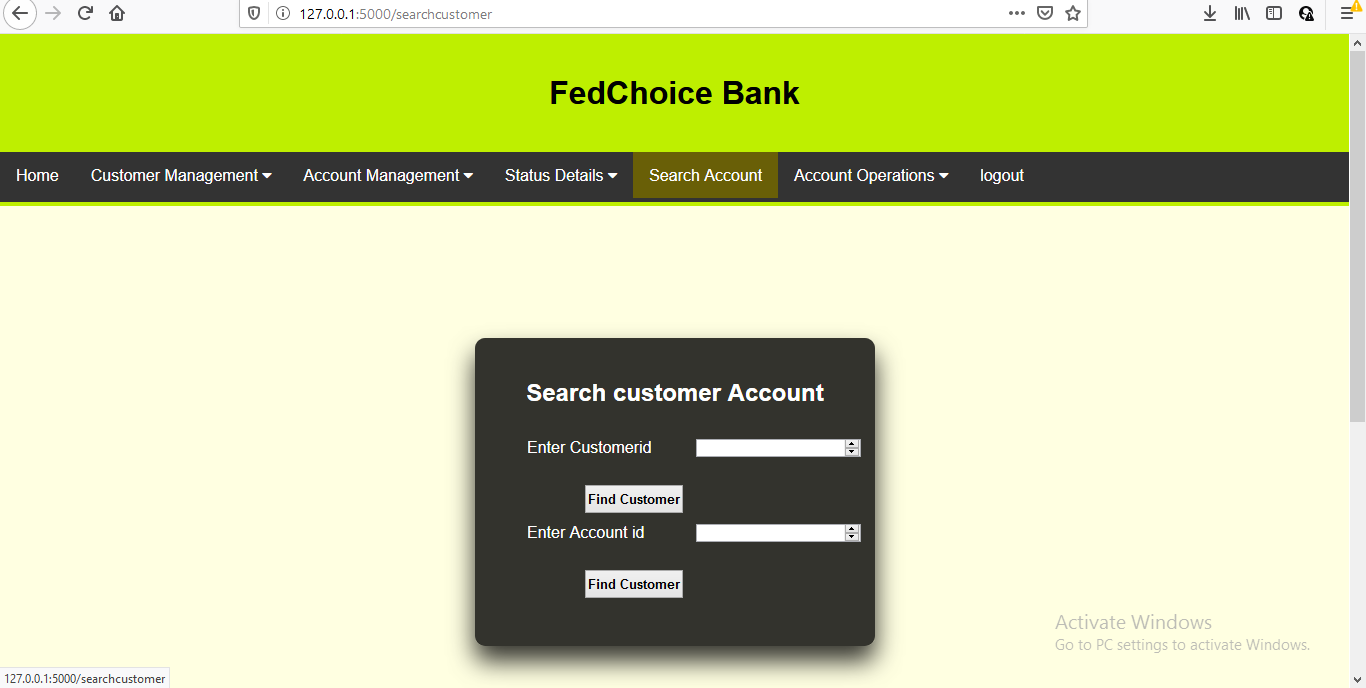 127.0.0.1:5000/searchcustomer
FedChoice Bank
Home Customer Management Account Management Status Details Search Account Account Operations logout
Search customer Account
Enter Customerid
Find Customer
Enter Account id
Find Customer
Activate Windows
Go to PC settings to activate Windows.
127.0.0.1:5000/searchcustomer